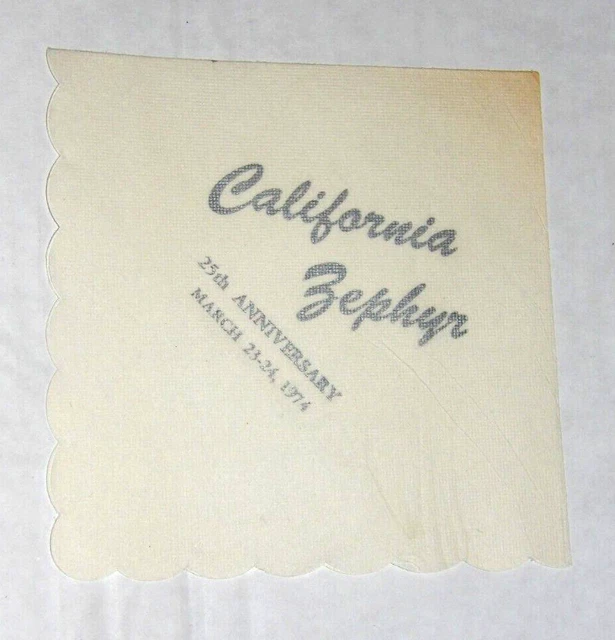 California
Zephyr
25th ANNIVERSARY
MARCH 23-24, 1974